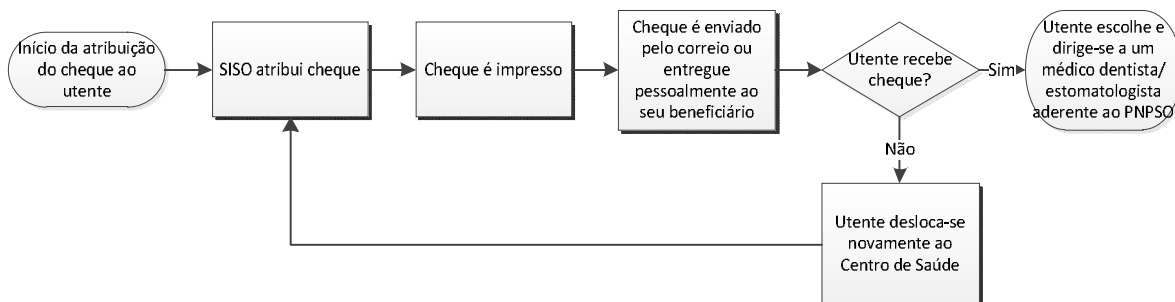 Início da atribuição
do cheque ao
utente
SISO atribui cheque
Cheque é impresso
Cheque é enviado
pelo correio ou
entregue
pessoalmente ao
seu beneficiário
Utente recebe
cheque?
Sim
Utente escolhe e
dirige-se a um
médico dentista/
estomatologista
aderente ao PNPSO
Não
Utente desloca-se
novamente ao
Centro de Saúde